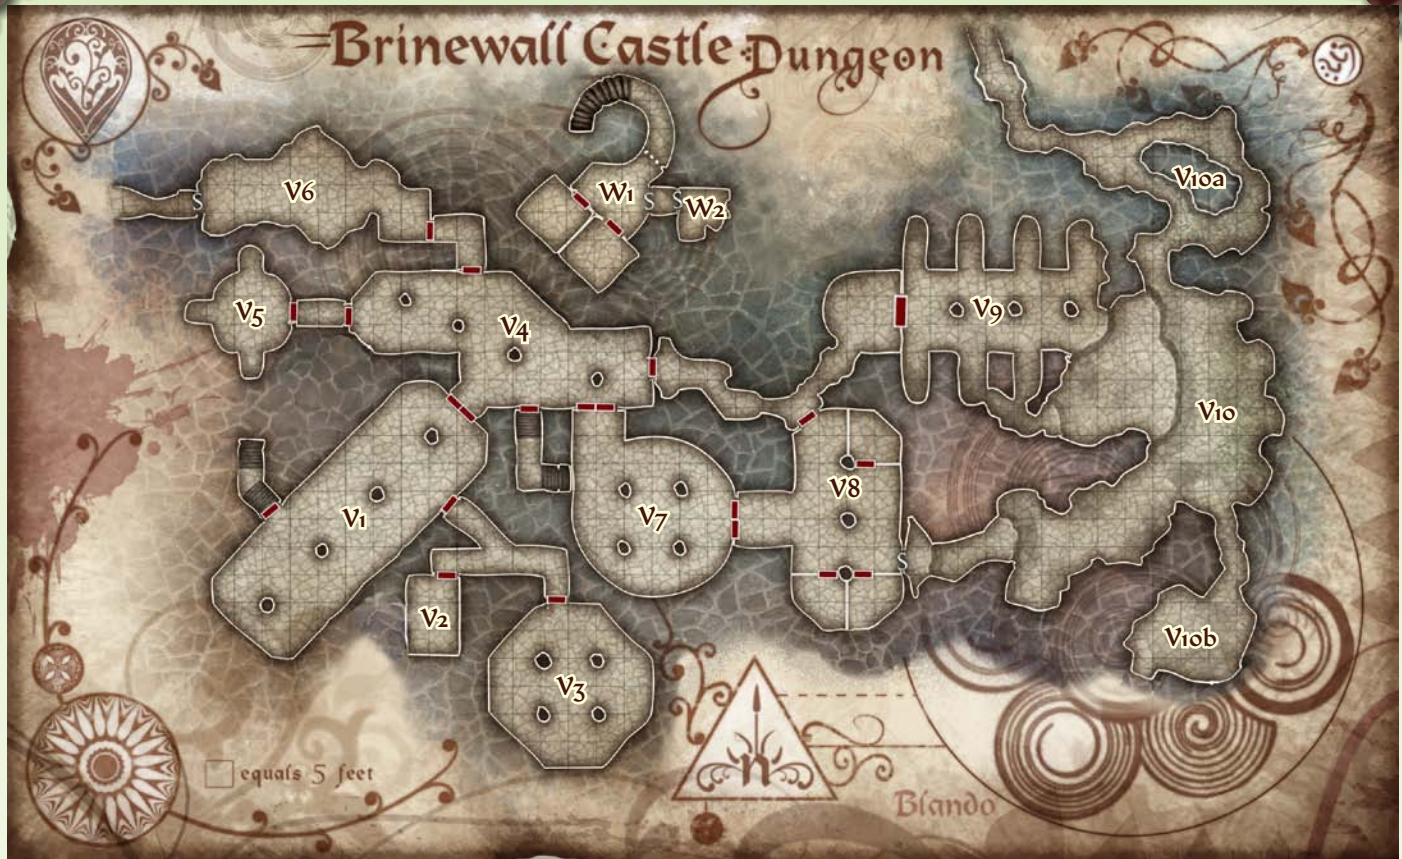 Brinewall Castle Dungeon
V10a
V6
S
W1
S
S
W2
V5
V4
V9
V10
V1
V7
V8
S
V2
V10b
V3
equals 5 feet
n
Blando